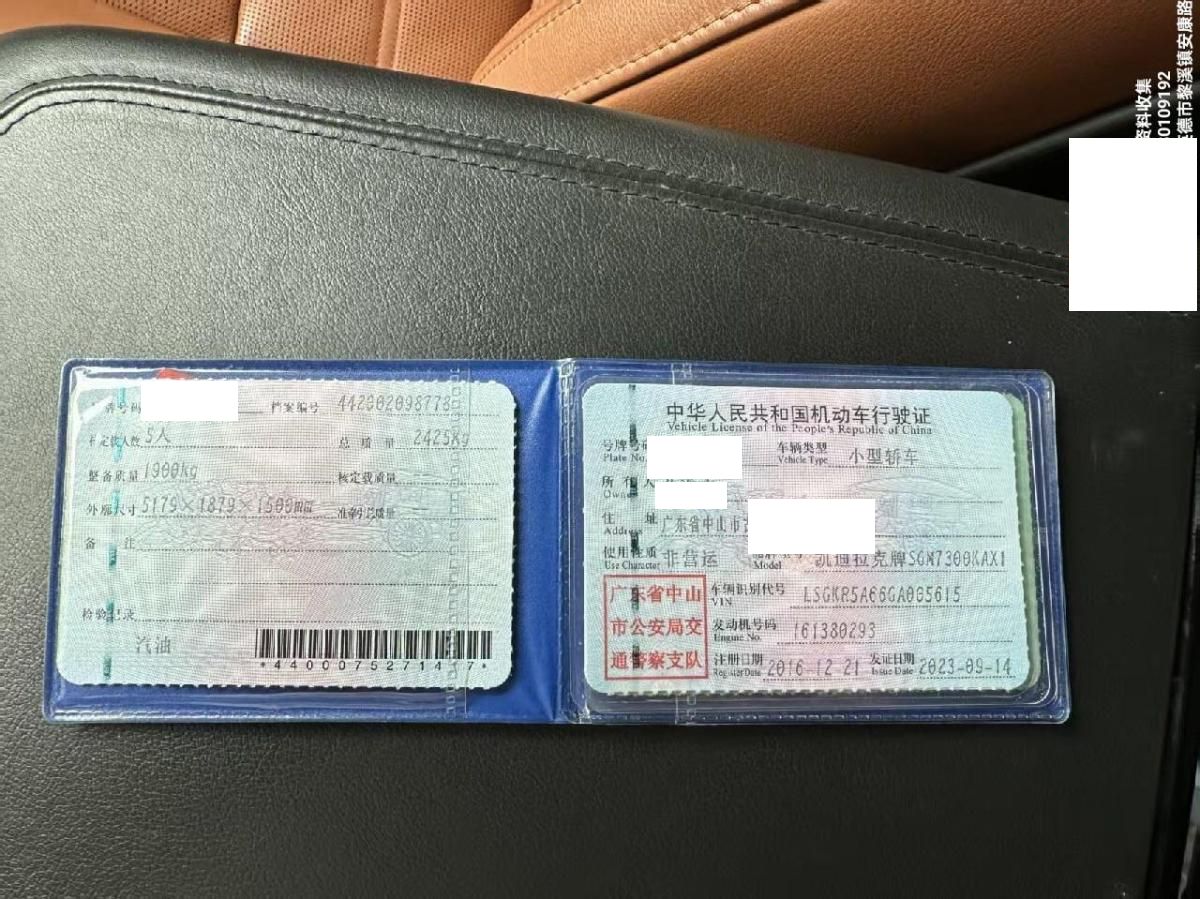 资料收集
0109192
德市黎溪镇安康路
号牌号码
档案编号 442002098778
核定载人数 5人
总质量 2425kg
整备质量 1900kg
核定载质量 --
外廓尺寸 5179×1879×1500mm
准牵引总质量 --
备注
检验记录
汽油
*4400075271417*
中华人民共和国机动车行驶证
Vehicle License of the People's Republic of China
号牌号码
Plate No.
车辆类型 小型轿车
Vehicle Type
所有人
Owner
住址 广东省中山市
Address
使用性质 非营运
Use Character
Model 凯迪拉克牌SGM7300KAX1
广东省中山
市公安局交
通警察支队
车辆识别代号 LSGKR5A66GA005615
VIN
发动机号码 161380293
Engine No.
注册日期 2016-12-21
Register Date
发证日期 2023-09-14
Issue Date